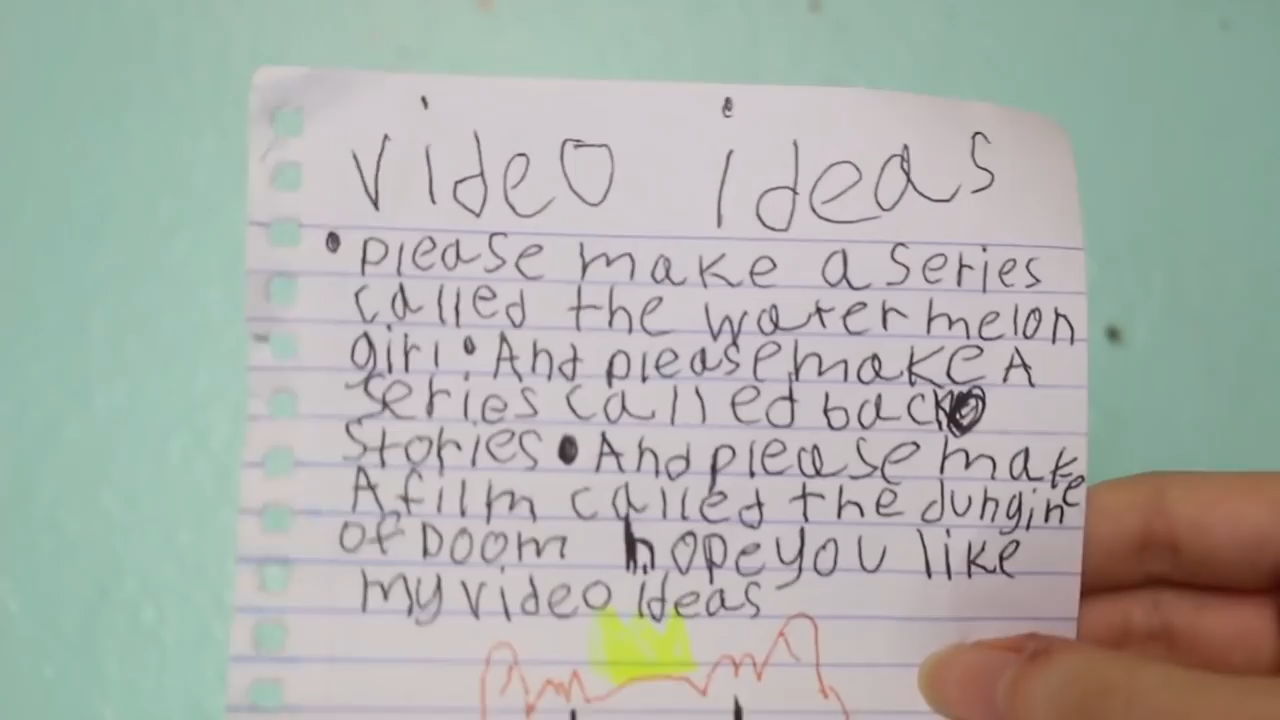 video ideas
• please make a series
called the watermelon
girl • And please make A
series called back
Stories • And please make
A film called the dungine
of Doom hope you like
my video ideas